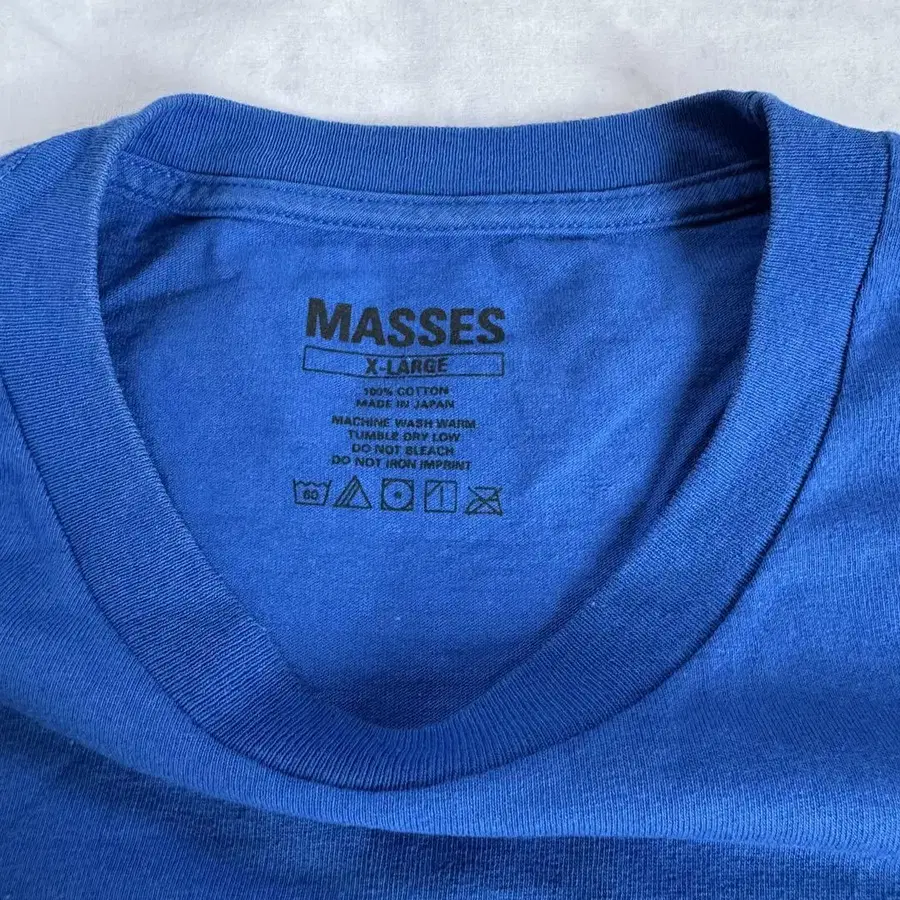 MASSES
X-LARGE
100% COTTON
MADE IN JAPAN
MACHINE WASH WARM
TUMBLE DRY LOW
DO NOT BLEACH
DO NOT IRON IMPRINT
60